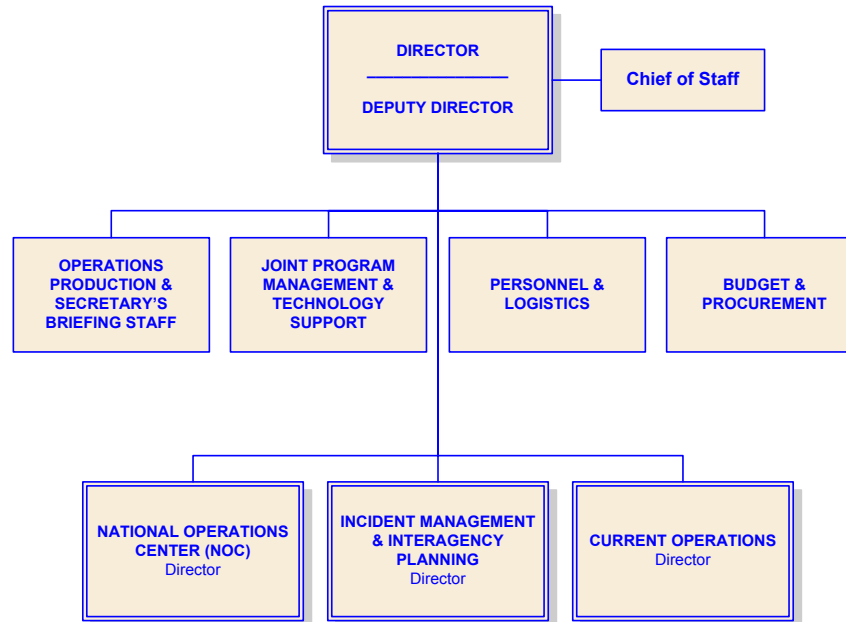 DIRECTOR
DEPUTY DIRECTOR
Chief of Staff
OPERATIONS
PRODUCTION &
SECRETARY’S
BRIEFING STAFF
JOINT PROGRAM
MANAGEMENT &
TECHNOLOGY
SUPPORT
PERSONNEL &
LOGISTICS
BUDGET &
PROCUREMENT
NATIONAL OPERATIONS
CENTER (NOC)
Director
INCIDENT MANAGEMENT
& INTERAGENCY
PLANNING
Director
CURRENT OPERATIONS
Director